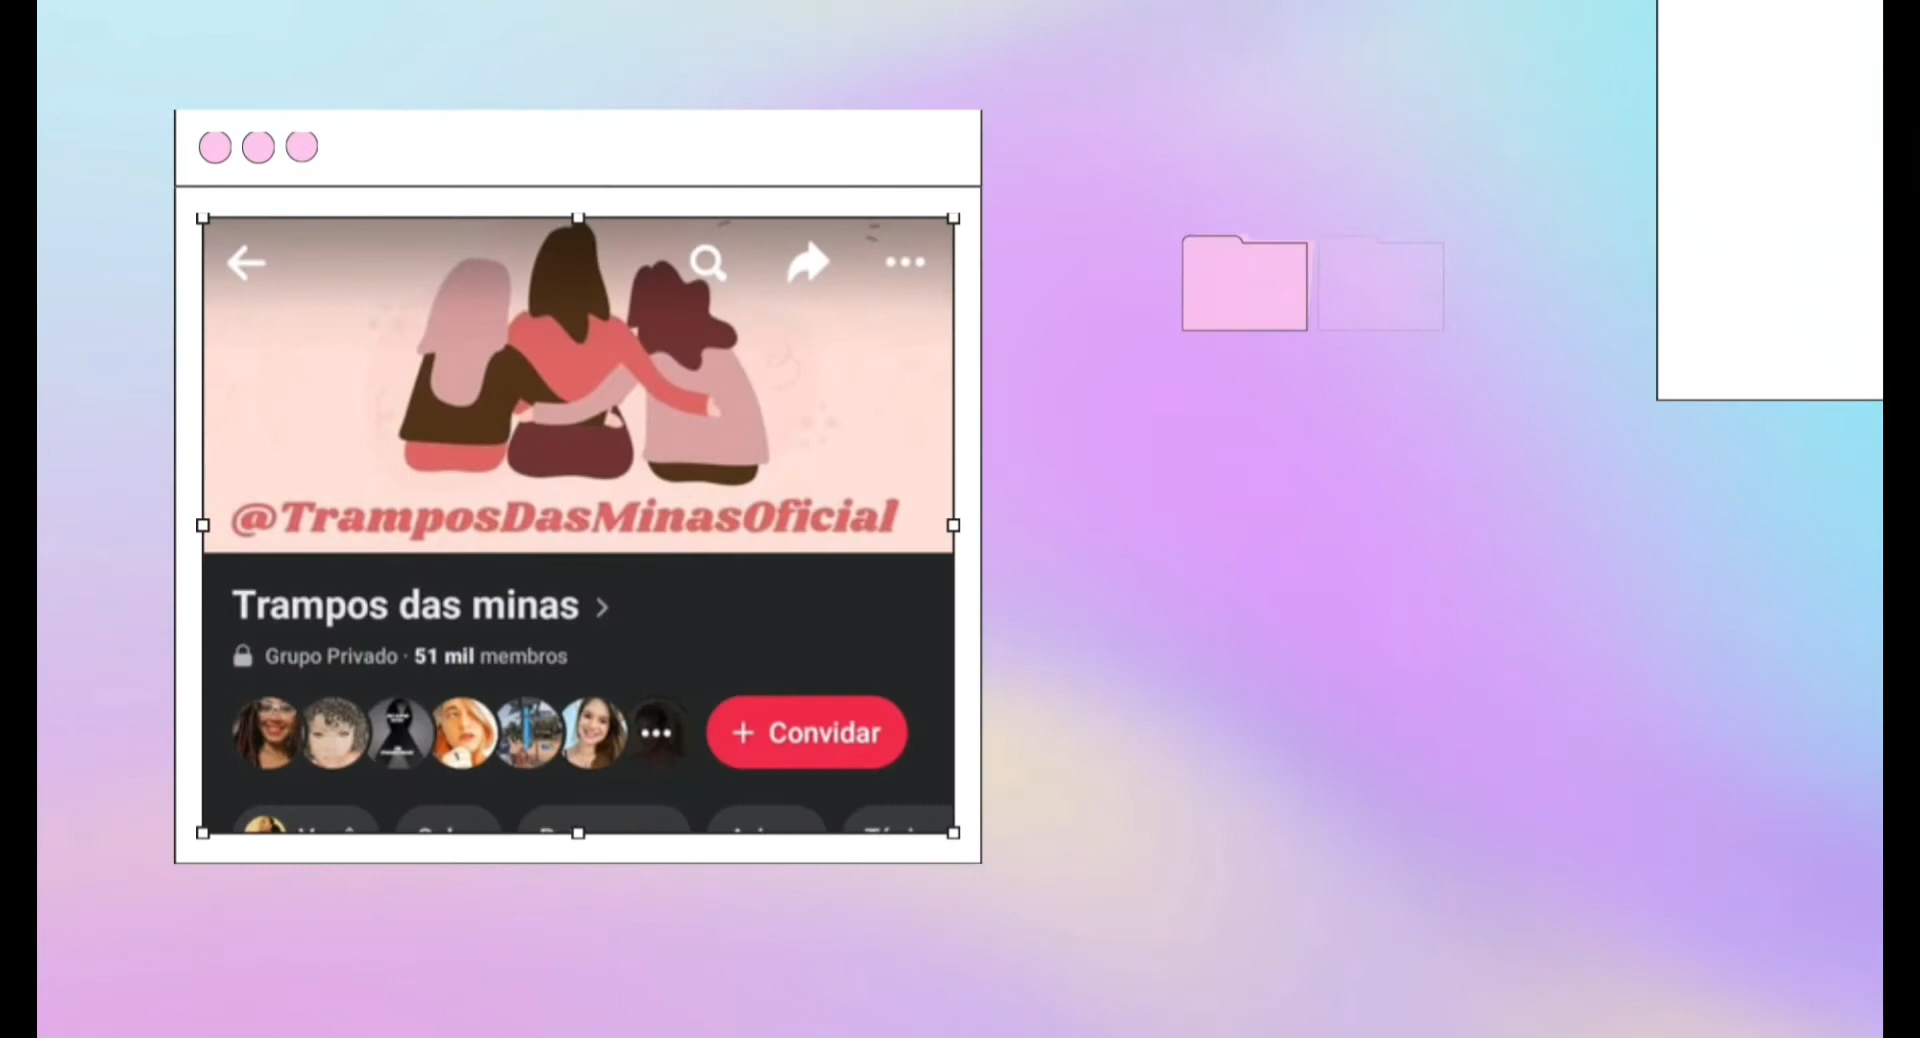 @TramposDasMinasOficial
Trampos das minas >
Grupo Privado · 51 mil membros
+ Convidar